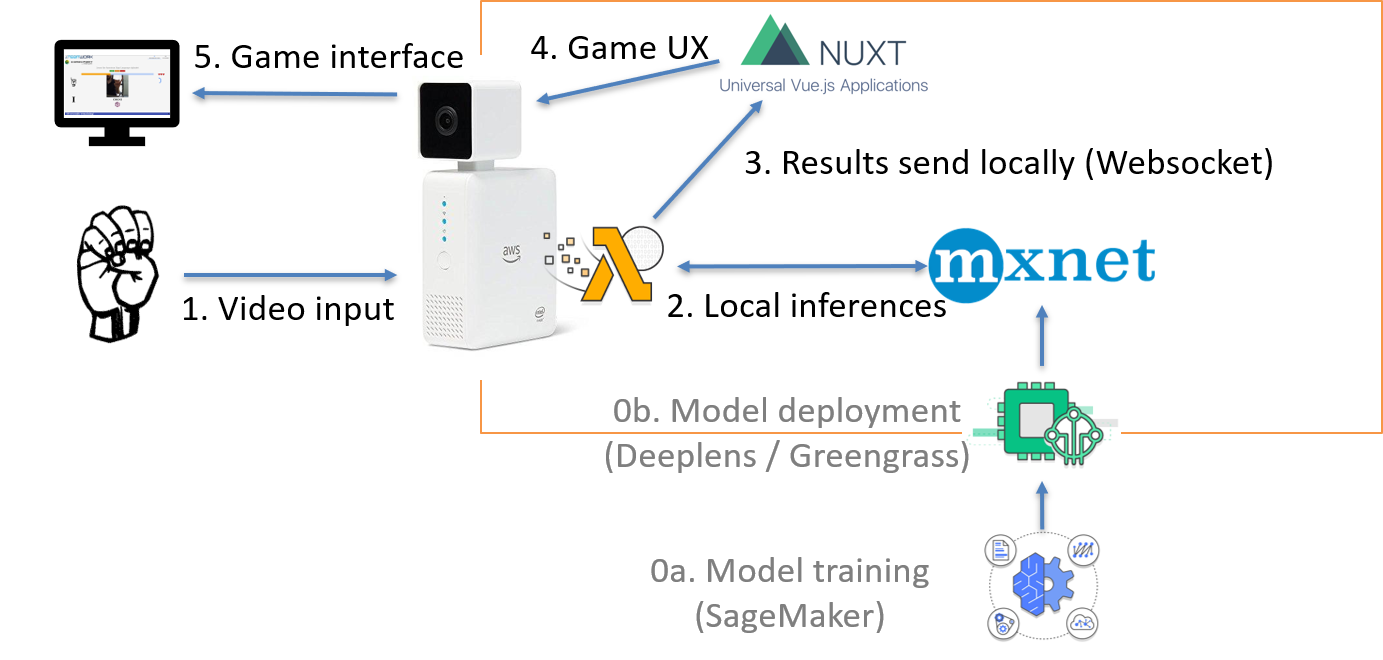 5. Game interface
4. Game UX
NUXT
Universal Vue.js Applications
3. Results send locally (Websocket)
aws
1. Video input
mxnet
2. Local inferences
0b. Model deployment
(Deeplens / Greengrass)
0a. Model training
(SageMaker)